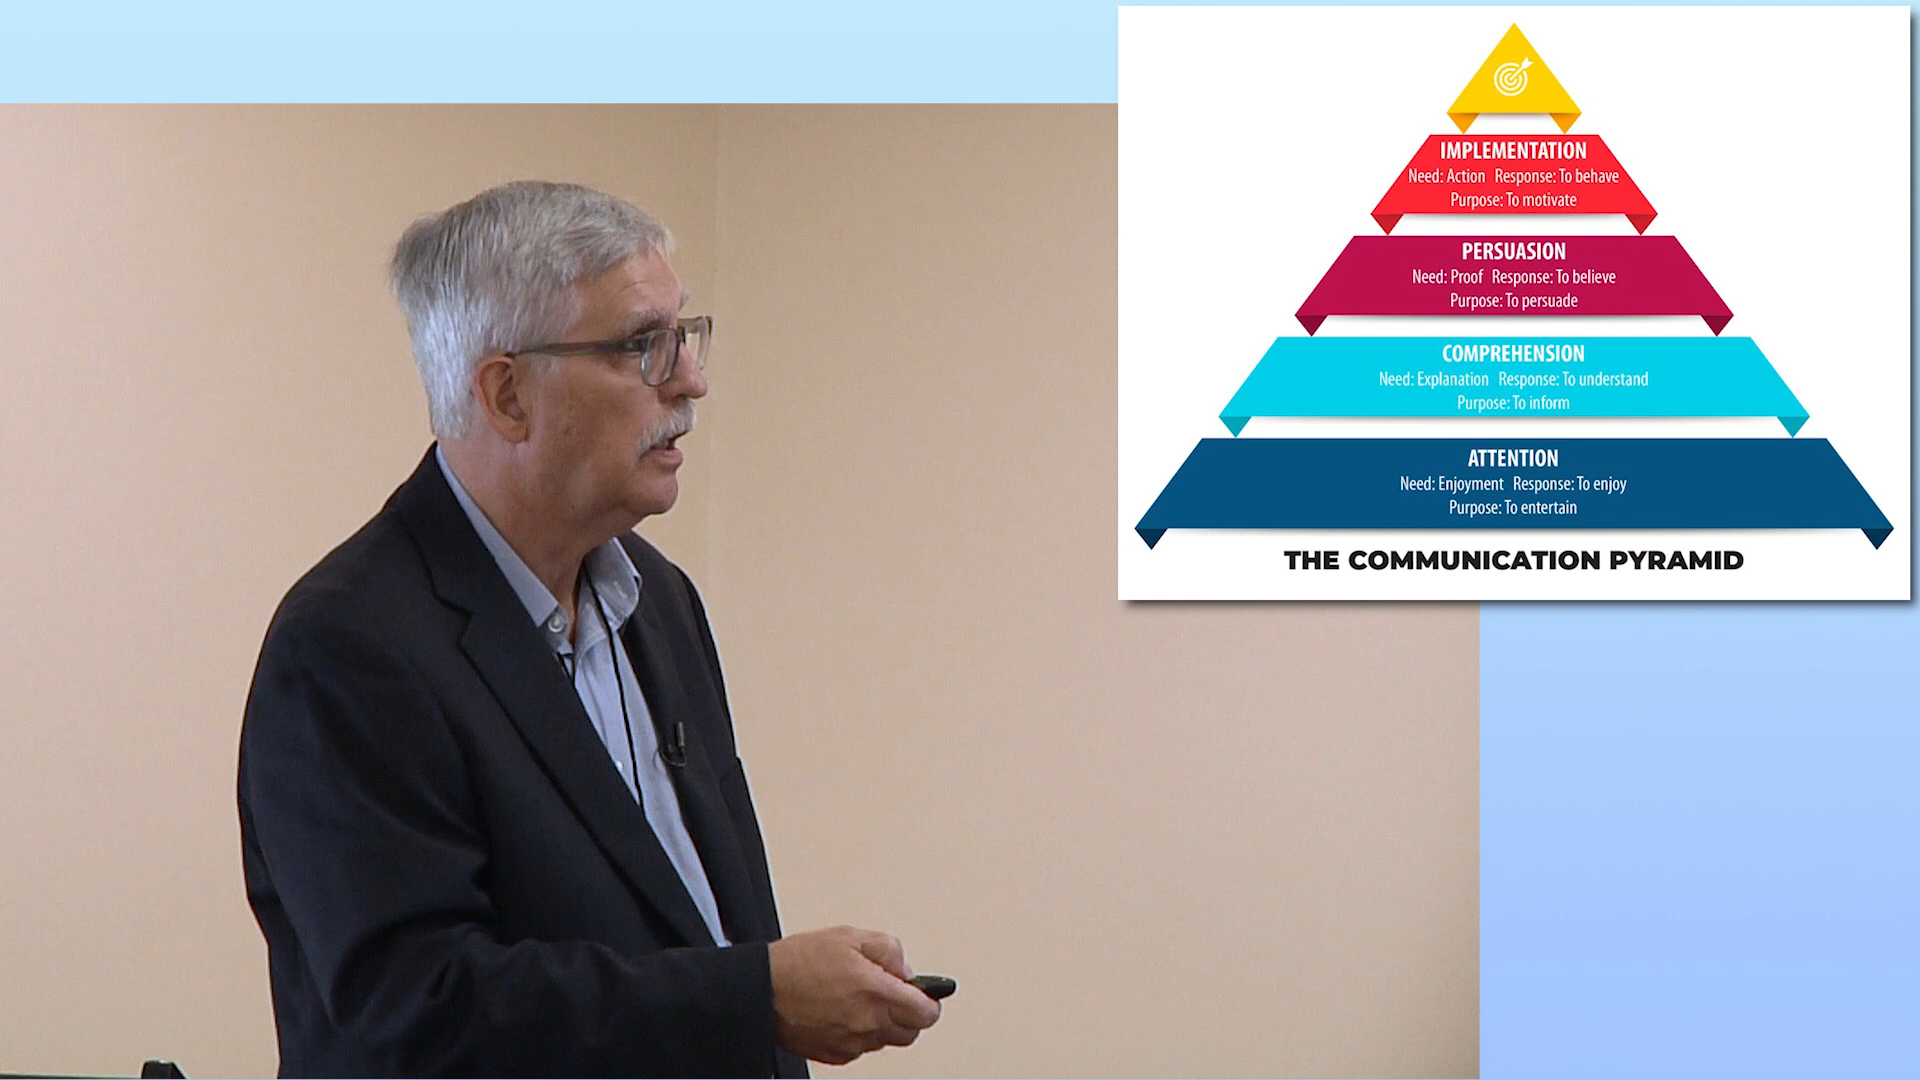 IMPLEMENTATION
Need: Action Response: To behave
Purpose: To motivate
PERSUASION
Need: Proof Response: To believe
Purpose: To persuade
COMPREHENSION
Need: Explanation Response: To understand
Purpose: To inform
ATTENTION
Need: Enjoyment Response: To enjoy
Purpose: To entertain
THE COMMUNICATION PYRAMID